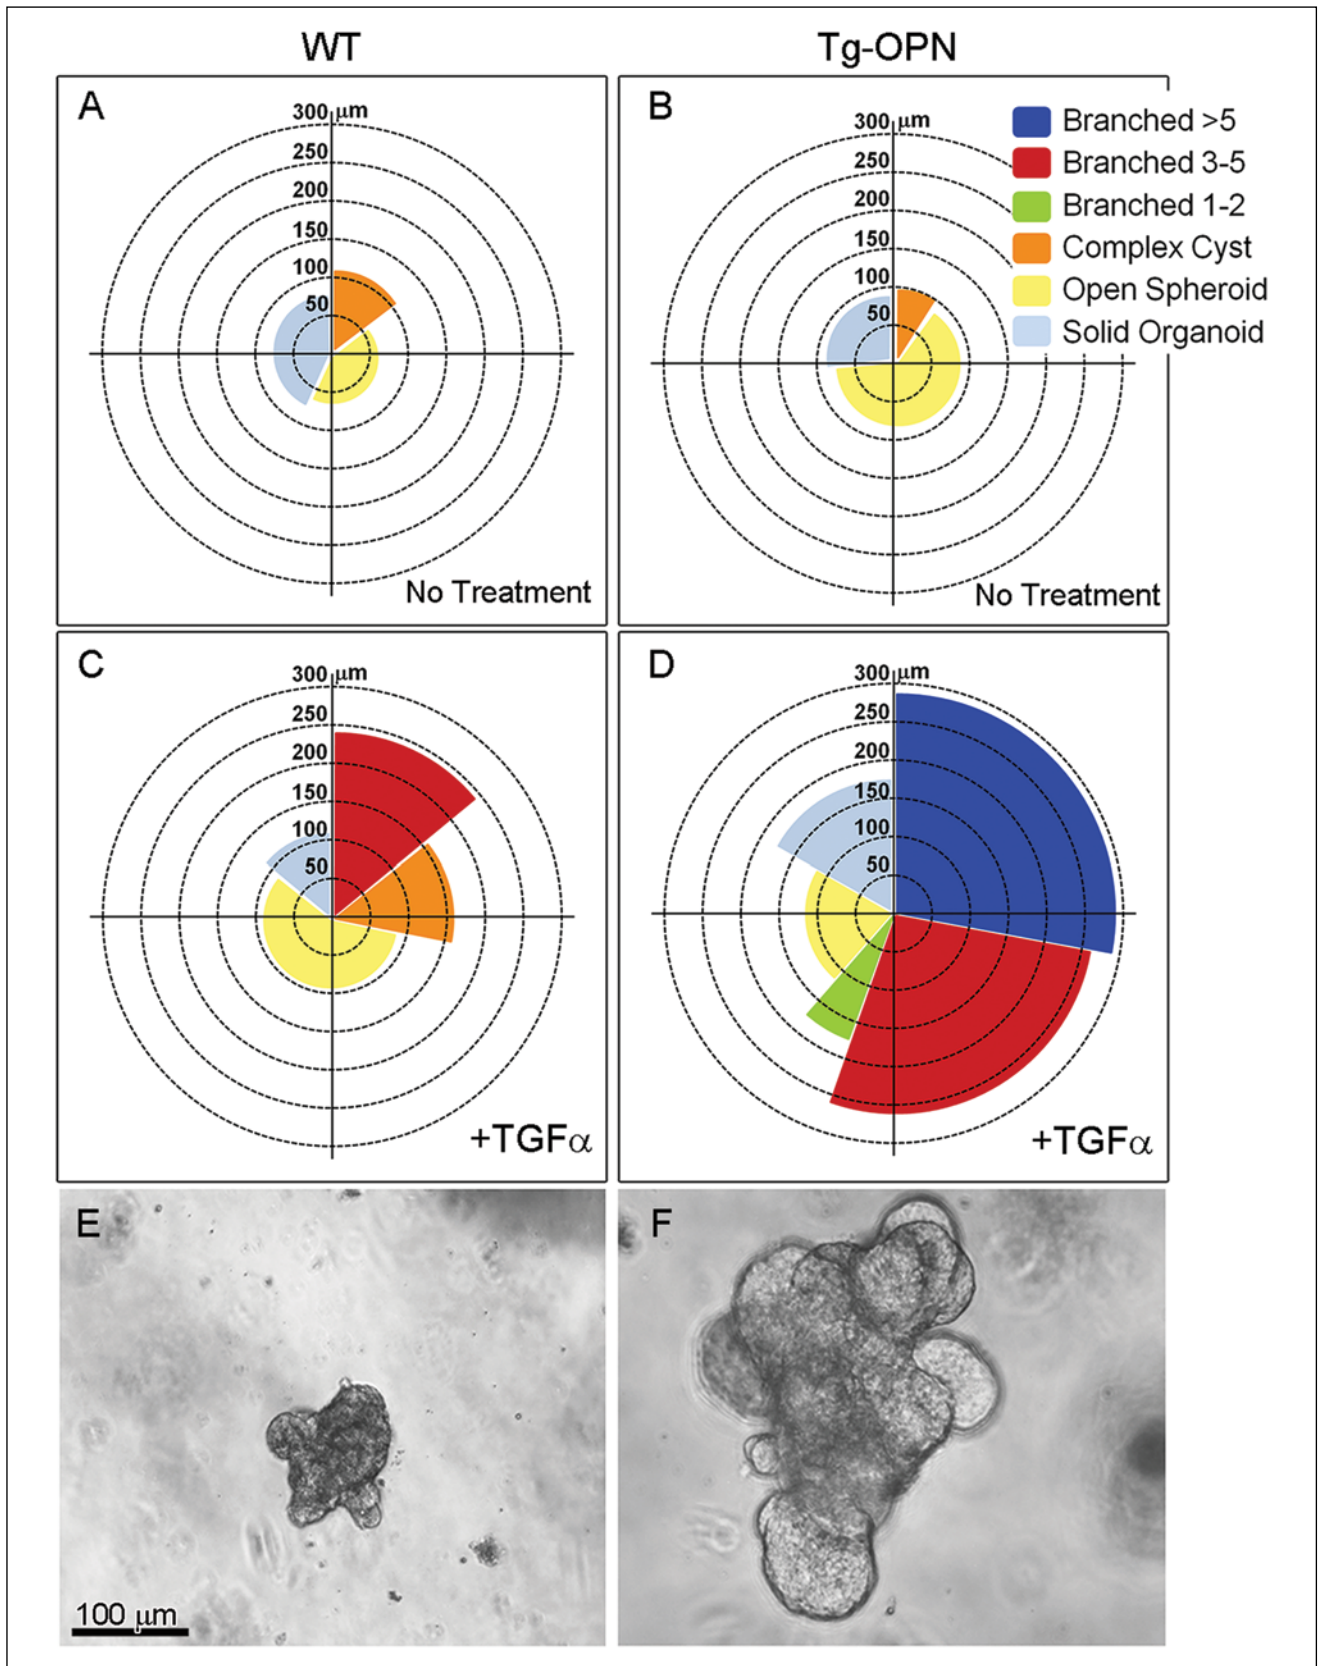 WT
Tg-OPN
A
300 μm
250
200
150
100
50
No Treatment
B
300 μm
250
200
150
100
50
No Treatment
Branched >5
Branched 3-5
Branched 1-2
Complex Cyst
Open Spheroid
Solid Organoid
C
300 μm
250
200
150
100
50
+TGFα
D
300 μm
250
200
150
100
50
+TGFα
E
100 μm
F